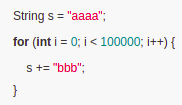 String s = "aaaa";
for (int i = 0; i < 100000; i++) {
s += "bbb";
}